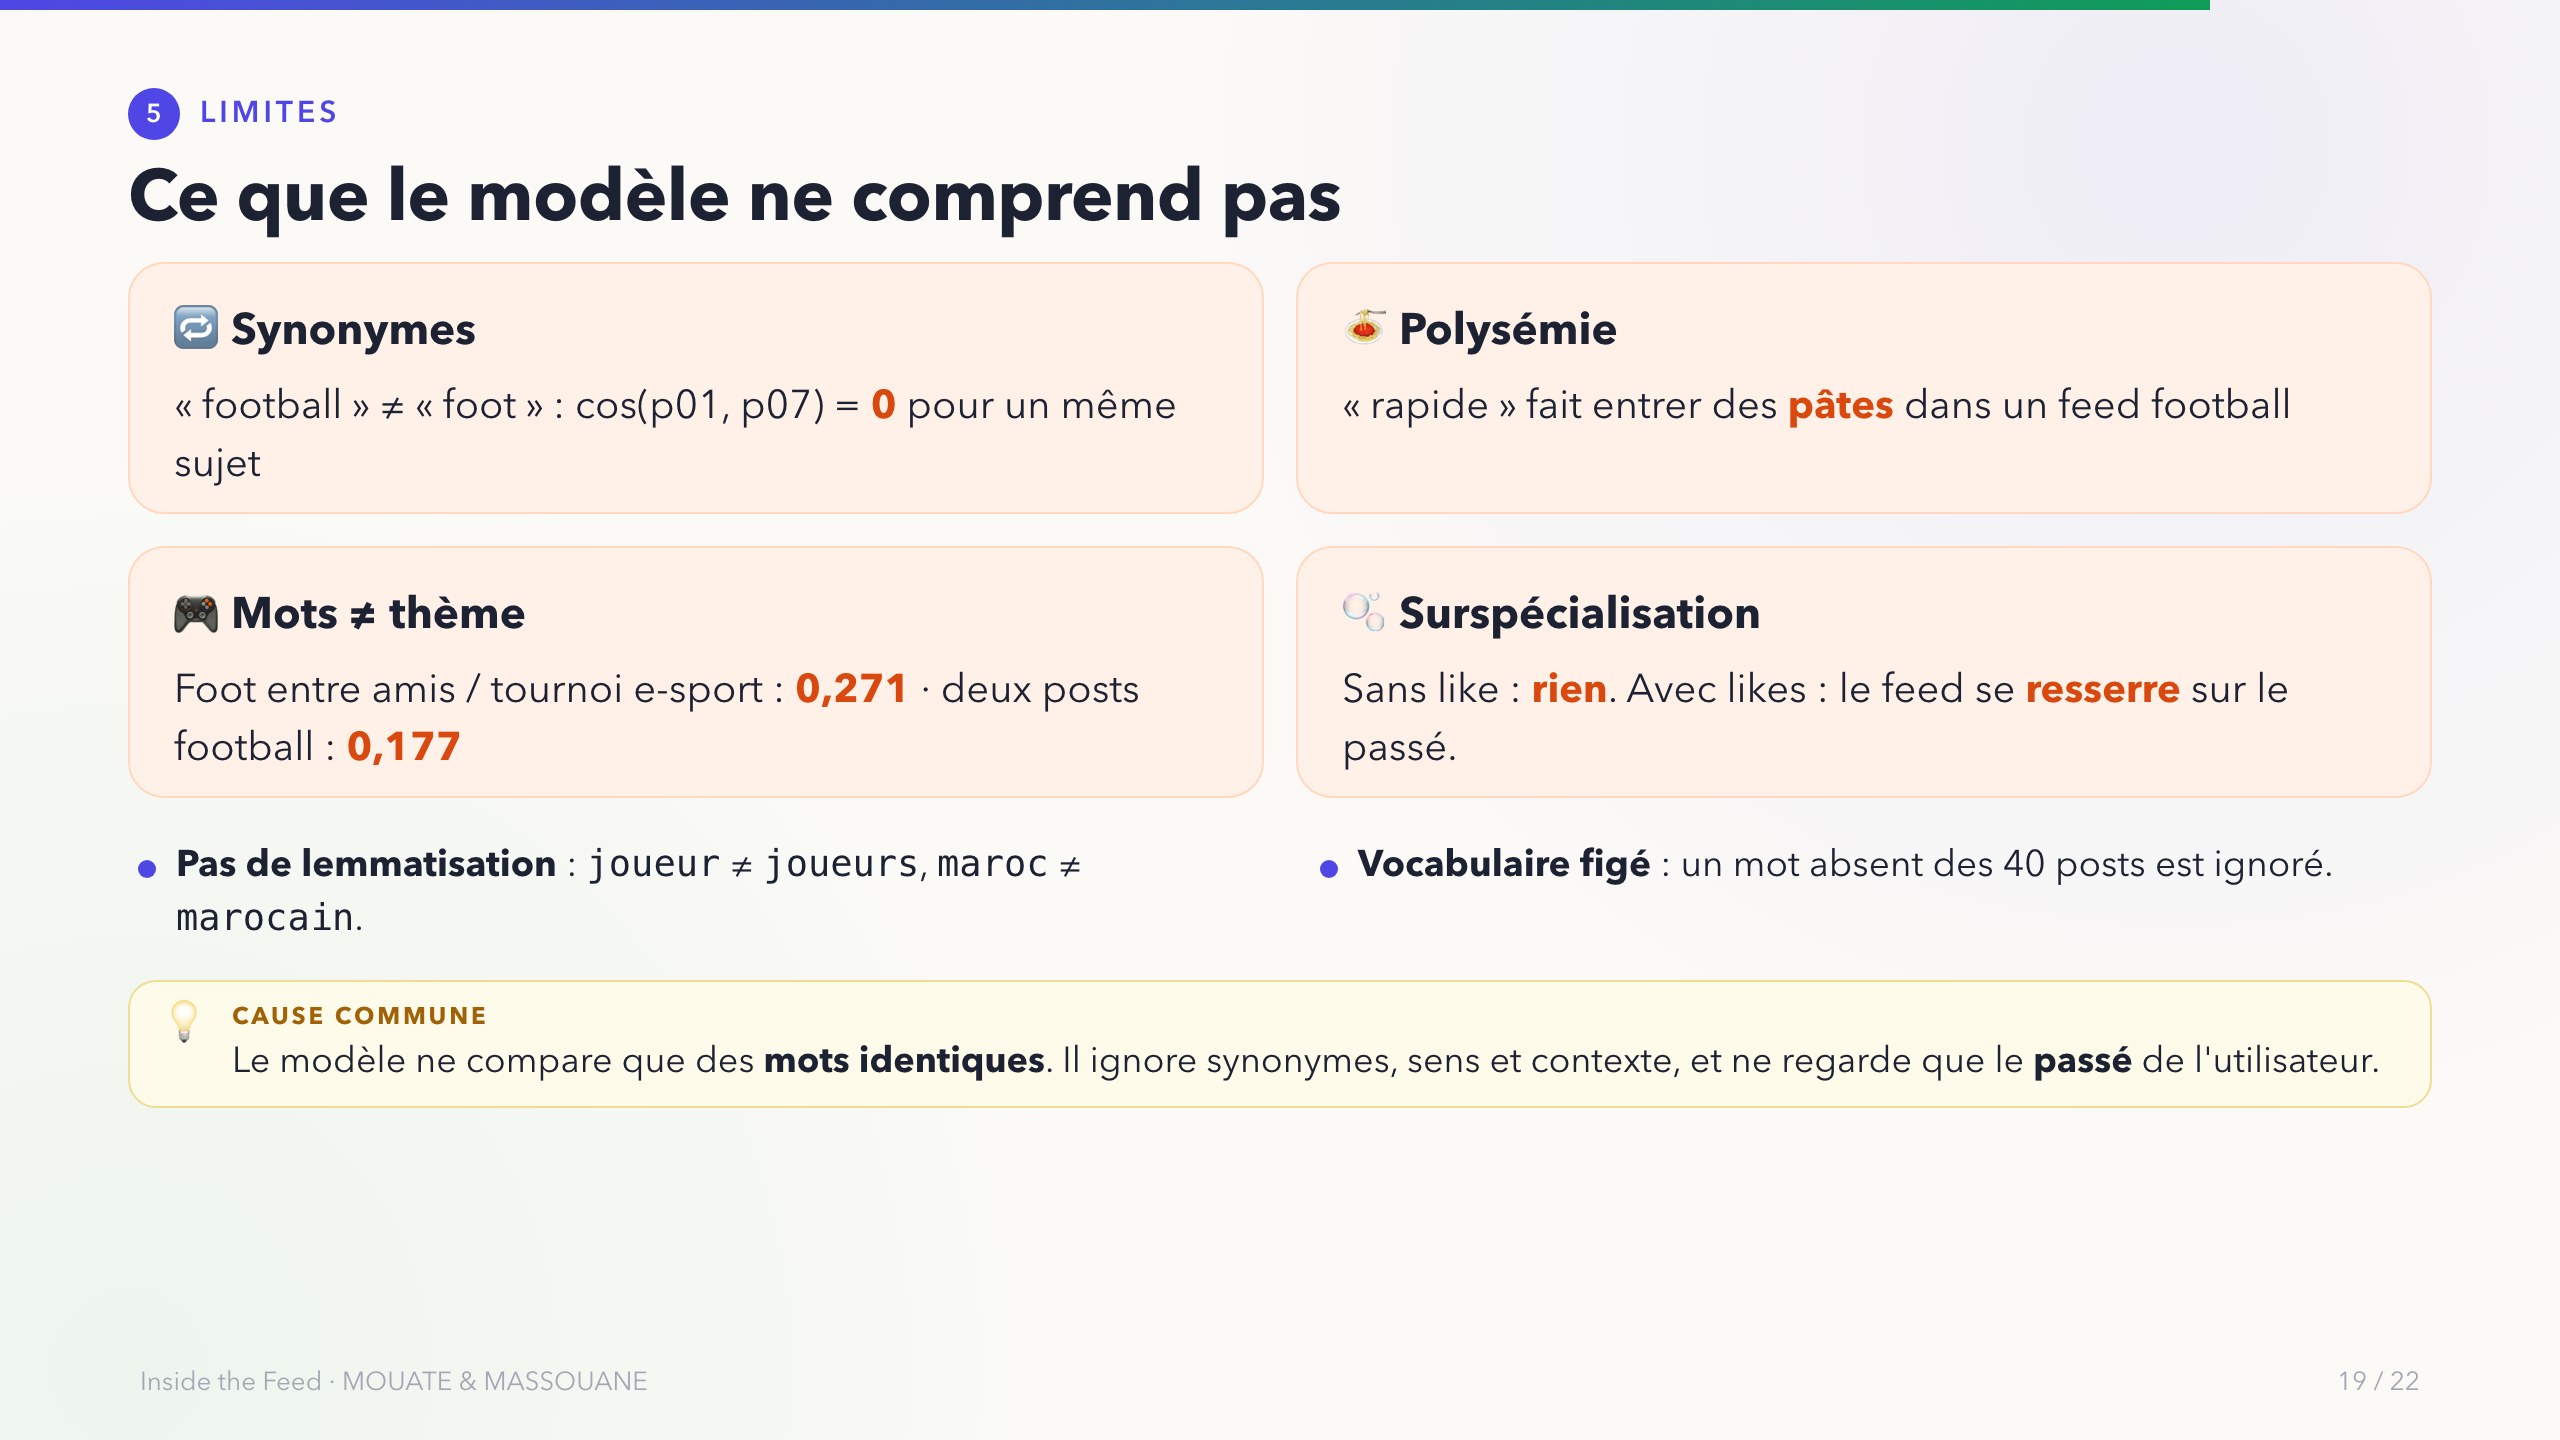 5 LIMITES
Ce que le modèle ne comprend pas
Synonymes
« football » ≠ « foot » : cos(p01, p07) = 0 pour un même
sujet
Polysémie
« rapide » fait entrer des pâtes dans un feed football
Mots ≠ thème
Foot entre amis / tournoi e-sport : 0,271 · deux posts
football : 0,177
Surspécialisation
Sans like : rien. Avec likes : le feed se resserre sur le
passé.
Pas de lemmatisation : joueur ≠ joueurs, maroc ≠
marocain.
Vocabulaire figé : un mot absent des 40 posts est ignoré.
CAUSE COMMUNE
Le modèle ne compare que des mots identiques. Il ignore synonymes, sens et contexte, et ne regarde que le passé de l'utilisateur.
Inside the Feed · MOUATE & MASSOUANE
19 / 22